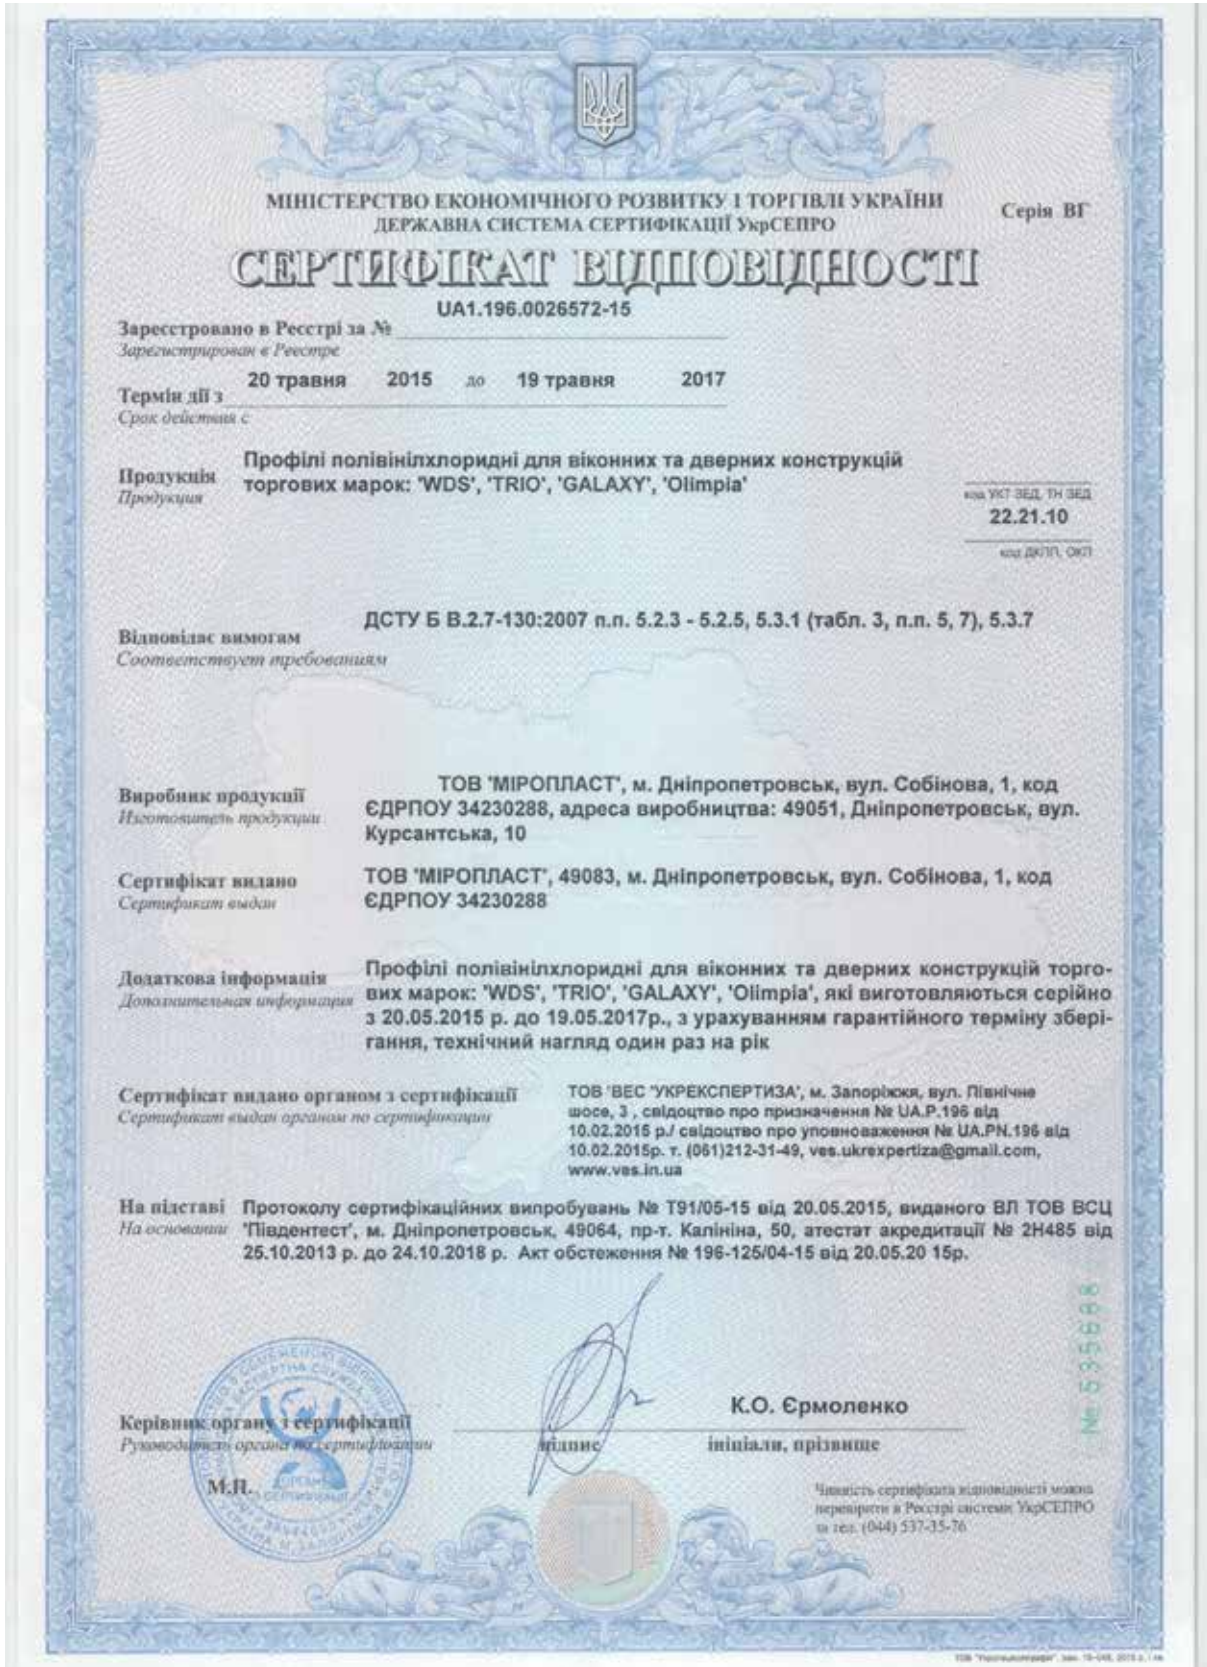 МІНІСТЕРСТВО ЕКОНОМІЧНОГО РОЗВИТКУ І ТОРГІВЛІ УКРАЇНИ
ДЕРЖАВНА СИСТЕМА СЕРТИФІКАЦІЇ УкрСЕПРО
Серія ВГ
СЕРТИФІКАТ ВІДПОВІДНОСТІ
UA1.196.0026572-15
Зареєстровано в Реєстрі за №
Зарегистрирован в Реестре
20 травня 2015 до 19 травня 2017
Термін дії з
Срок действия с
Профілі полівінілхлоридні для віконних та дверних конструкцій
Продукція торгових марок: 'WDS', 'TRIO', 'GALAXY', 'Olimpia'
Продукция
код УКТ ЗЕД, ТН ЗЕД
22.21.10
код ДКПП, ОКП
ДСТУ Б В.2.7-130:2007 п.п. 5.2.3 - 5.2.5, 5.3.1 (табл. 3, п.п. 5, 7), 5.3.7
Відповідає вимогам
Соответствует требованиям
ТОВ 'МІРОПЛАСТ', м. Дніпропетровськ, вул. Собінова, 1, код
Виробник продукції ЄДРПОУ 34230288, адреса виробництва: 49051, Дніпропетровськ, вул.
Изготовитель продукции Курсантська, 10
Сертифікат видано ТОВ 'МІРОПЛАСТ', 49083, м. Дніпропетровськ, вул. Собінова, 1, код
Сертификат выдан ЄДРПОУ 34230288
Додаткова інформація Профілі полівінілхлоридні для віконних та дверних конструкцій торго-
Дополнительная информация вих марок: 'WDS', 'TRIO', 'GALAXY', 'Olimpia', які виготовляються серійно
з 20.05.2015 р. до 19.05.2017р., з урахуванням гарантійного терміну збері-
гання, технічний нагляд один раз на рік
Сертифікат видано органом з сертифікації ТОВ 'ВЕС 'УКРЕКСПЕРТИЗА', м. Запоріжжя, вул. Північне
Сертификат выдан органом по сертификации шосе, 3 , свідоцтво про призначення № UA.P.196 від
10.02.2015 р./ свідоцтво про уповноваження № UA.PN.196 від
10.02.2015р. т. (061)212-31-49, ves.ukrexpertiza@gmail.com,
www.ves.in.ua
На підставі Протоколу сертифікаційних випробувань № Т91/05-15 від 20.05.2015, виданого ВЛ ТОВ ВСЦ
На основании 'Південтест', м. Дніпропетровськ, 49064, пр-т. Калініна, 50, атестат акредитації № 2Н485 від
25.10.2013 р. до 24.10.2018 р. Акт обстеження № 196-125/04-15 від 20.05.20 15р.
№ 535688
К.О. Єрмоленко
Керівник органу з сертифікації
Руководитель органа по сертификации
підпис ініціали, прізвище
М.П.
ОРГАН
СЕРТИФІКАЦІЇ
Чинність сертифіката відповідності можна
перевірити в Реєстрі системи УкрСЕПРО
за тел. (044) 537-35-76